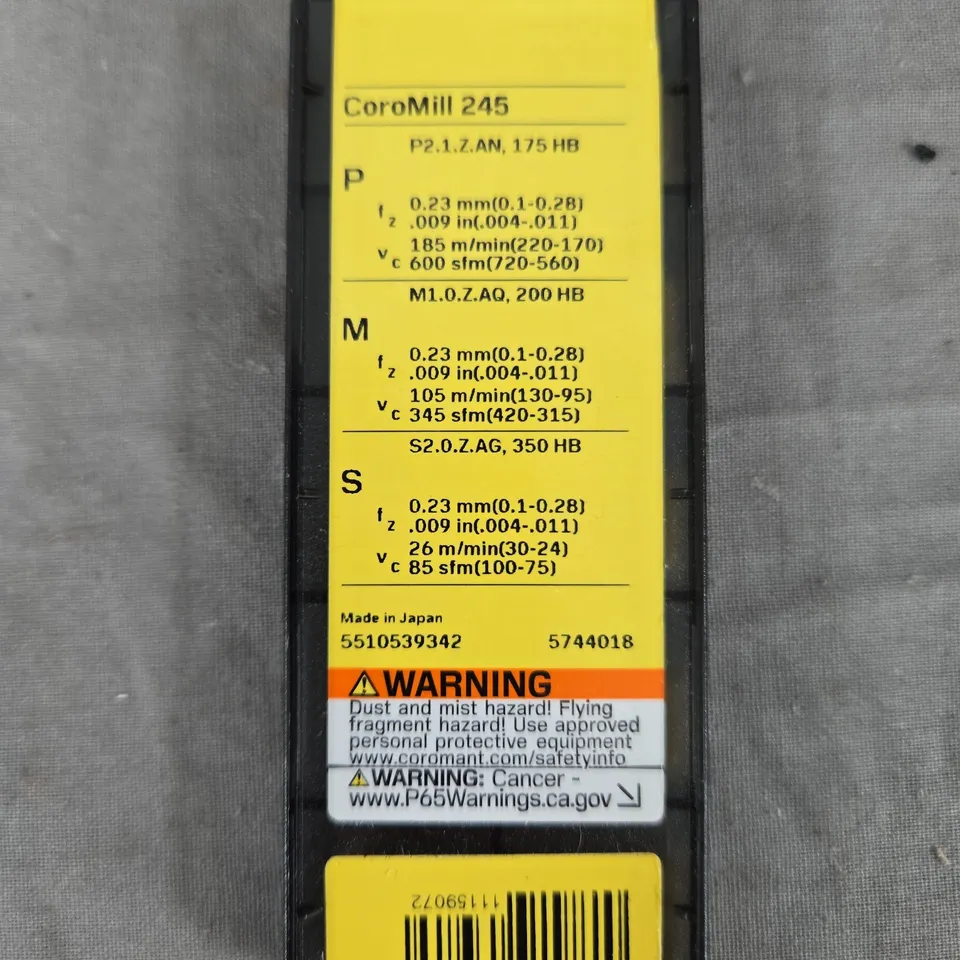 CoroMill 245
P2.1.Z.AN, 175 HB
P
fz 0.23 mm(0.1-0.28)
.009 in(.004-.011)
vc 185 m/min(220-170)
600 sfm(720-560)
M1.0.Z.AQ, 200 HB
M
fz 0.23 mm(0.1-0.28)
.009 in(.004-.011)
vc 105 m/min(130-95)
345 sfm(420-315)
S2.0.Z.AG, 350 HB
S
fz 0.23 mm(0.1-0.28)
.009 in(.004-.011)
vc 26 m/min(30-24)
85 sfm(100-75)
Made in Japan
5510539342 5744018
⚠WARNING
Dust and mist hazard! Flying
fragment hazard! Use approved
personal protective equipment
www.coromant.com/safetyinfo
⚠WARNING: Cancer -
www.P65Warnings.ca.gov
11159072